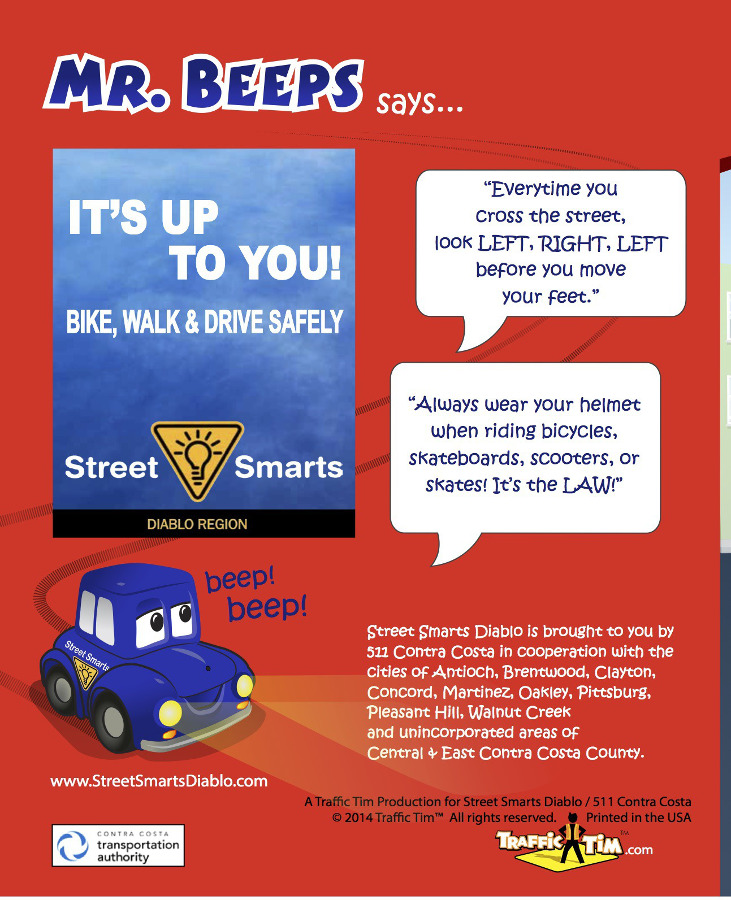 MR. BEEPS says...
IT'S UP
TO YOU!
BIKE, WALK & DRIVE SAFELY
Street Smarts
DIABLO REGION
"Everytime you
cross the street,
look LEFT, RIGHT, LEFT
before you move
your feet."
"Always wear your helmet
when riding bicycles,
skateboards, scooters, or
skates! It's the LAW!"
beep!
beep!
Street Smarts
Street Smarts Diablo is brought to you by
511 Contra Costa in cooperation with the
cities of Antioch, Brentwood, Clayton,
Concord, Martinez, Oakley, Pittsburg,
Pleasant Hill, Walnut Creek
and unincorporated areas of
Central & East Contra Costa County.
www.StreetSmartsDiablo.com
A Traffic Tim Production for Street Smarts Diablo / 511 Contra Costa
© 2014 Traffic Tim™ All rights reserved. Printed in the USA
CONTRA COSTA
transportation
authority
TRAFFIC TIM™.com